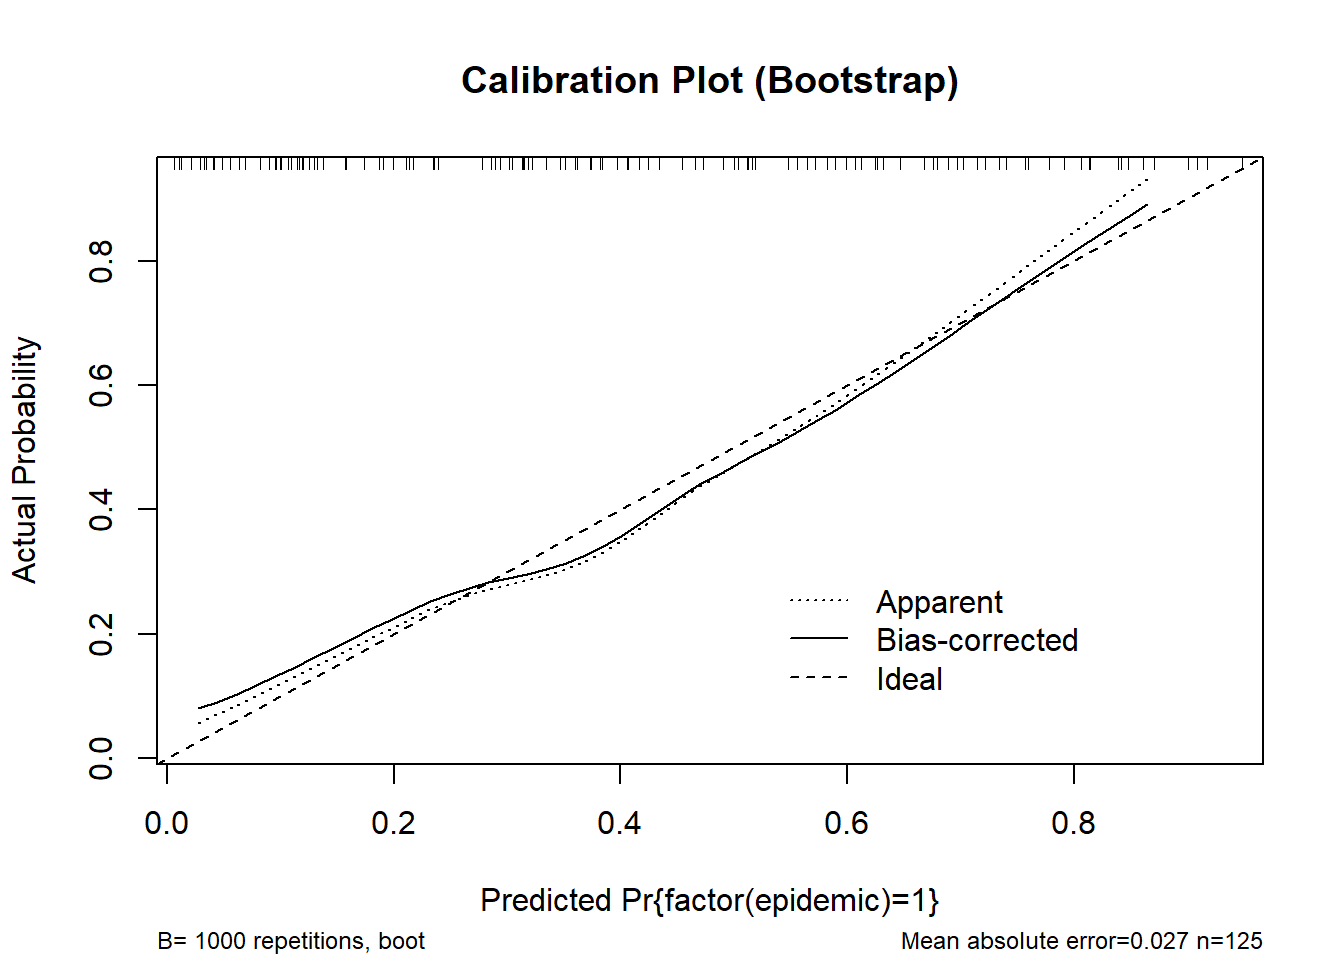 Calibration Plot (Bootstrap)
Actual Probability
0.8
0.6
0.4
0.2
0.0
Apparent
Bias-corrected
Ideal
0.0 0.2 0.4 0.6 0.8
Predicted Pr{factor(epidemic)=1}
B= 1000 repetitions, boot
Mean absolute error=0.027 n=125